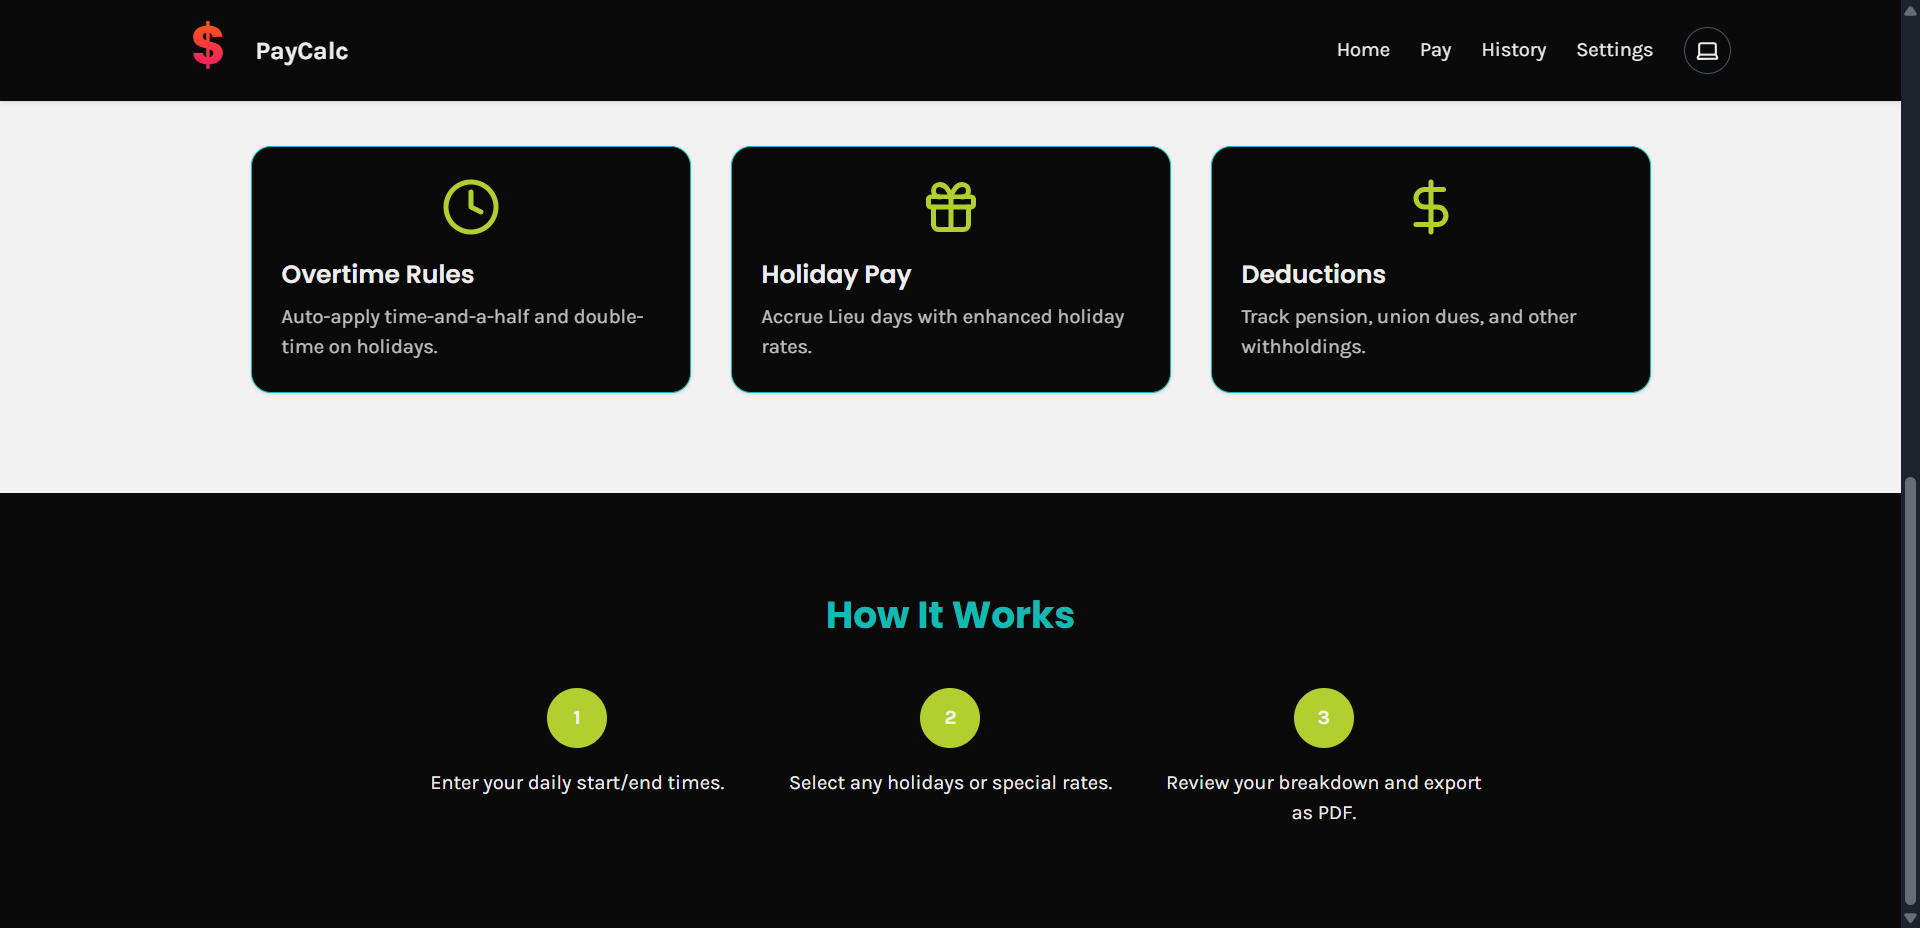 $ PayCalc
Home Pay History Settings
Overtime Rules
Auto-apply time-and-a-half and double-
time on holidays.
Holiday Pay
Accrue Lieu days with enhanced holiday
rates.
Deductions
Track pension, union dues, and other
withholdings.
How It Works
1
Enter your daily start/end times.
2
Select any holidays or special rates.
3
Review your breakdown and export
as PDF.